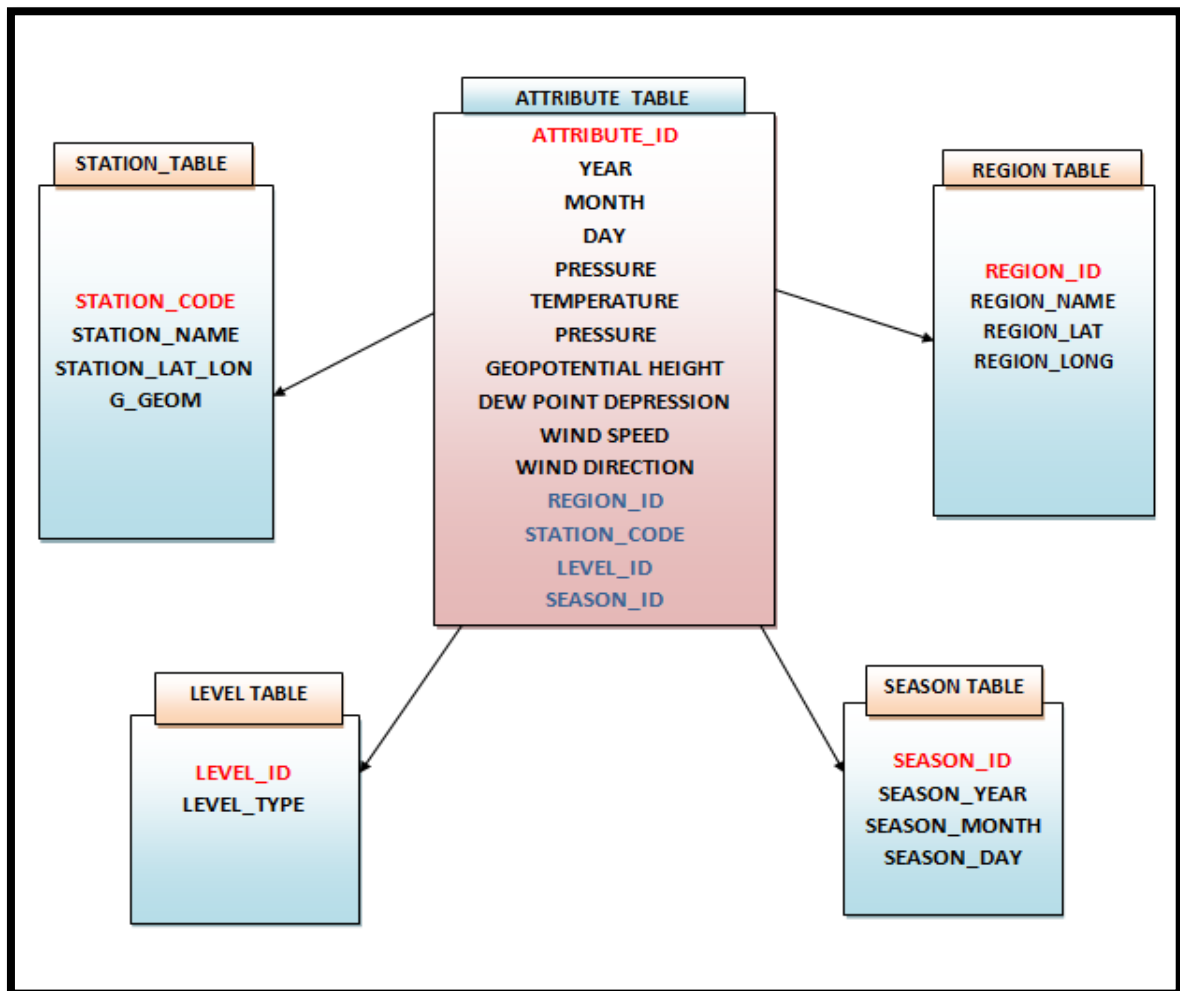 ATTRIBUTE TABLE
ATTRIBUTE_ID
YEAR
MONTH
DAY
PRESSURE
TEMPERATURE
PRESSURE
GEOPOTENTIAL HEIGHT
DEW POINT DEPRESSION
WIND SPEED
WIND DIRECTION
REGION_ID
STATION_CODE
LEVEL_ID
SEASON_ID
STATION_TABLE
STATION_CODE
STATION_NAME
STATION_LAT_LON
G_GEOM
REGION TABLE
REGION_ID
REGION_NAME
REGION_LAT
REGION_LONG
LEVEL TABLE
LEVEL_ID
LEVEL_TYPE
SEASON TABLE
SEASON_ID
SEASON_YEAR
SEASON_MONTH
SEASON_DAY